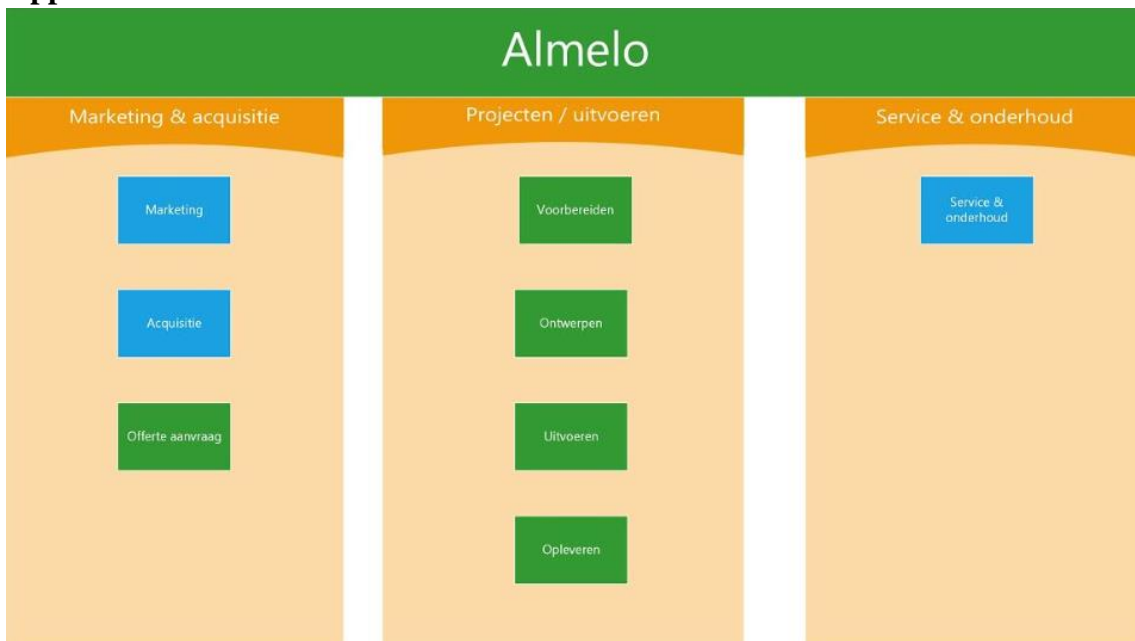 Almelo
Marketing & acquisitie
Projecten / uitvoeren
Service & onderhoud
Marketing
Acquisitie
Offerte aanvraag
Voorbereiden
Ontwerpen
Uitvoeren
Opleveren
Service &
onderhoud